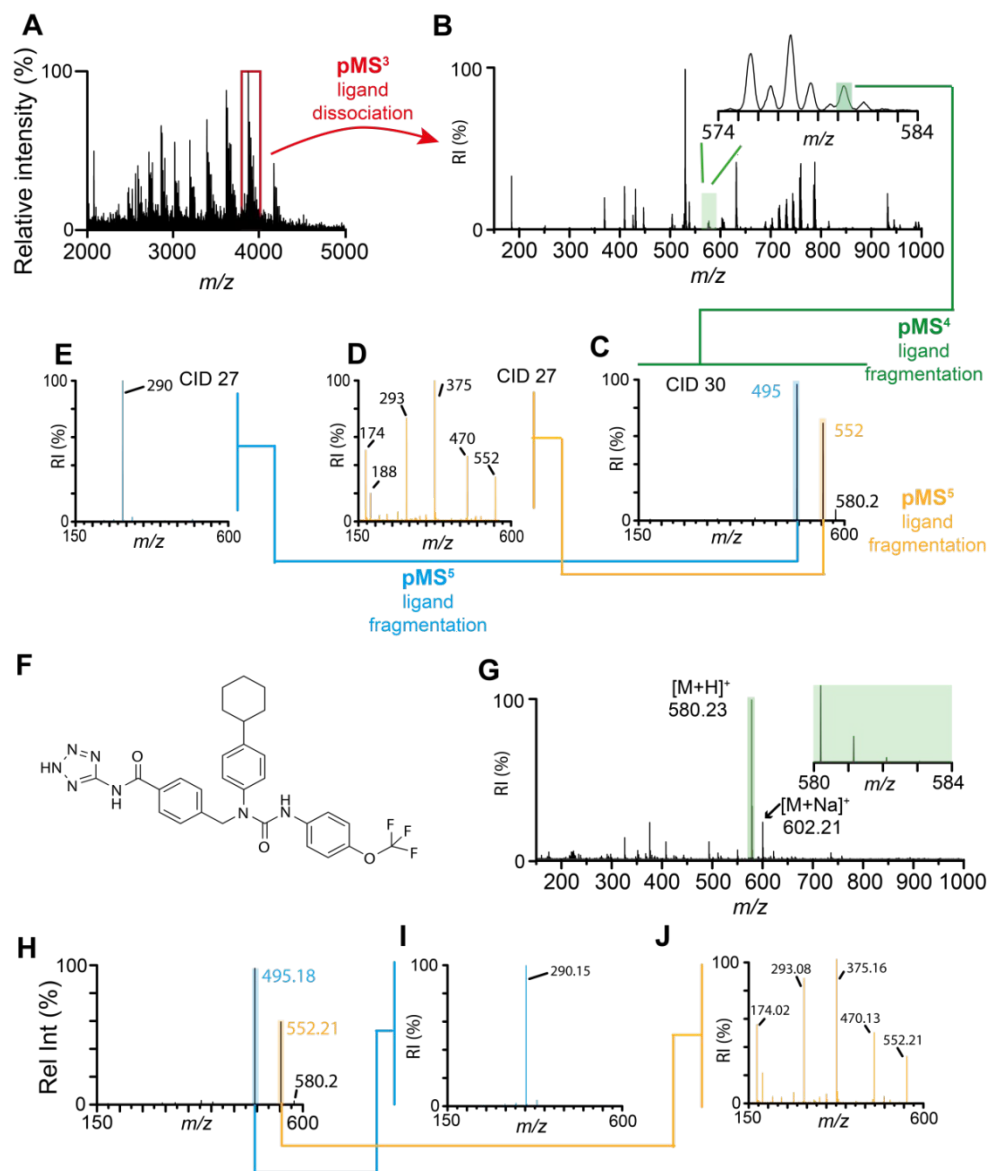 A
Relative intensity (%)
100
0
2000 3000 4000 5000
m/z
pMS³
ligand
dissociation
B
RI (%)
100
0
574 584
m/z
200 300 400 500 600 700 800 900 1000
m/z
pMS⁴
ligand
fragmentation
E
CID 27
RI (%)
100
0
290
150 600
m/z
D
CID 27
RI (%)
100
0
174
188
293
375
470
552
150 600
m/z
C
CID 30
RI (%)
100
0
495
552
580.2
150 600
m/z
pMS⁵
ligand
fragmentation
pMS⁵
ligand
fragmentation
F
N N
HN N
N
H
O
N
O
NH
O
F
F
F
G
RI (%)
100
0
[M+H]⁺
580.23
[M+Na]⁺
602.21
580 584
m/z
200 300 400 500 600 700 800 900 1000
m/z
H
Rel Int (%)
100
0
495.18
552.21
580.2
150 600
m/z
I
RI (%)
100
0
290.15
150 600
m/z
J
RI (%)
100
0
174.02
293.08
375.16
470.13
552.21
150 600
m/z